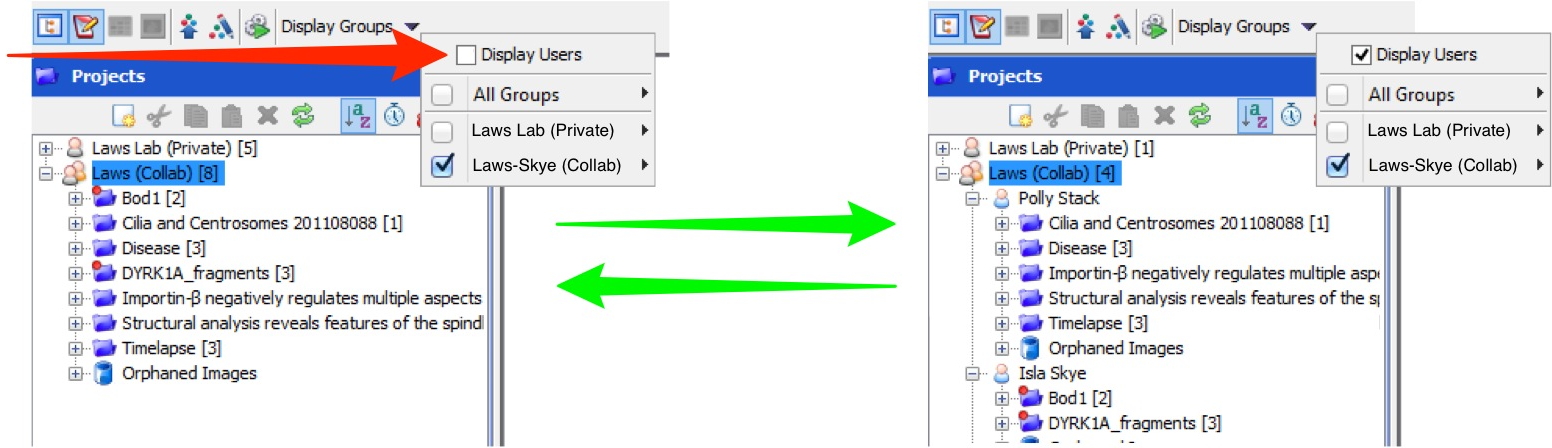 Display Groups
Display Users
Projects
All Groups
Laws Lab (Private)
Laws-Skye (Collab)
a
z
Laws Lab (Private) [5]
Laws (Collab) [8]
Bod1 [2]
Cilia and Centrosomes 201108088 [1]
Disease [3]
DYRK1A_fragments [3]
Importin-β negatively regulates multiple aspects
Structural analysis reveals features of the spind
Timelapse [3]
Orphaned Images
Display Groups
Display Users
Projects
All Groups
Laws Lab (Private)
Laws-Skye (Collab)
a
z
Laws Lab (Private) [1]
Laws (Collab) [4]
Polly Stack
Cilia and Centrosomes 201108088 [1]
Disease [3]
Importin-β negatively regulates multiple aspe
Structural analysis reveals features of the sp
Timelapse [3]
Orphaned Images
Isla Skye
Bod1 [2]
DYRK1A_fragments [3]